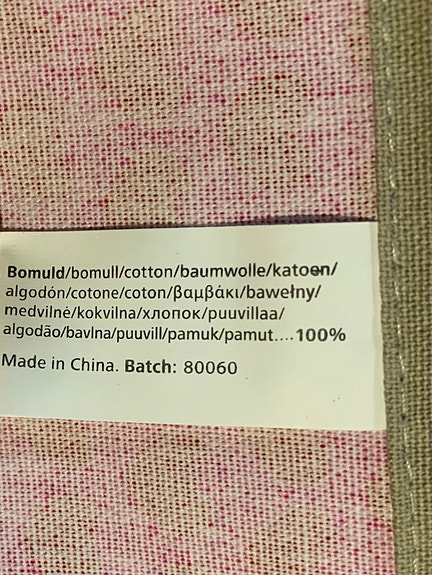 Bomuld/bomull/cotton/baumwolle/katoen/
algodón/cotone/coton/βαμβάκι/bawełny/
medvilnė/kokvilna/хлопок/puuvillaa/
algodão/bavlna/puuvill/pamuk/pamut....100%
Made in China. Batch: 80060